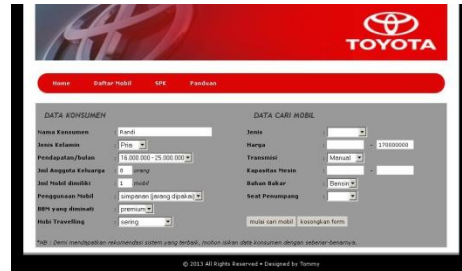 TOYOTA
Home Daftar Mobil SPK Panduan
DATA KONSUMEN
Nama Konsumen : Randi
Jenis Kelamin : Pria
Pendapatan/bulan : 16.000.000 - 25.000.000
Jml Anggota Keluarga : 8 orang
Jml Mobil dimiliki : 1 mobil
Penggunaan Mobil : simpanan (jarang dipakai)
BBM yang diminati : premium
Hobi Travelling : sering
DATA CARI MOBIL
Jenis :
Harga : - 170000000
Transmisi : Manual
Kapasitas Mesin : -
Bahan Bakar : Bensin
Seat Penumpang :
mulai cari mobil kosongkan form
*NB : Demi mendapatkan rekomendasi sistem yang terbaik, mohon isikan data konsumen dengan sebenar-benarnya.
© 2013 All Rights Reserved • Designed by Tommy